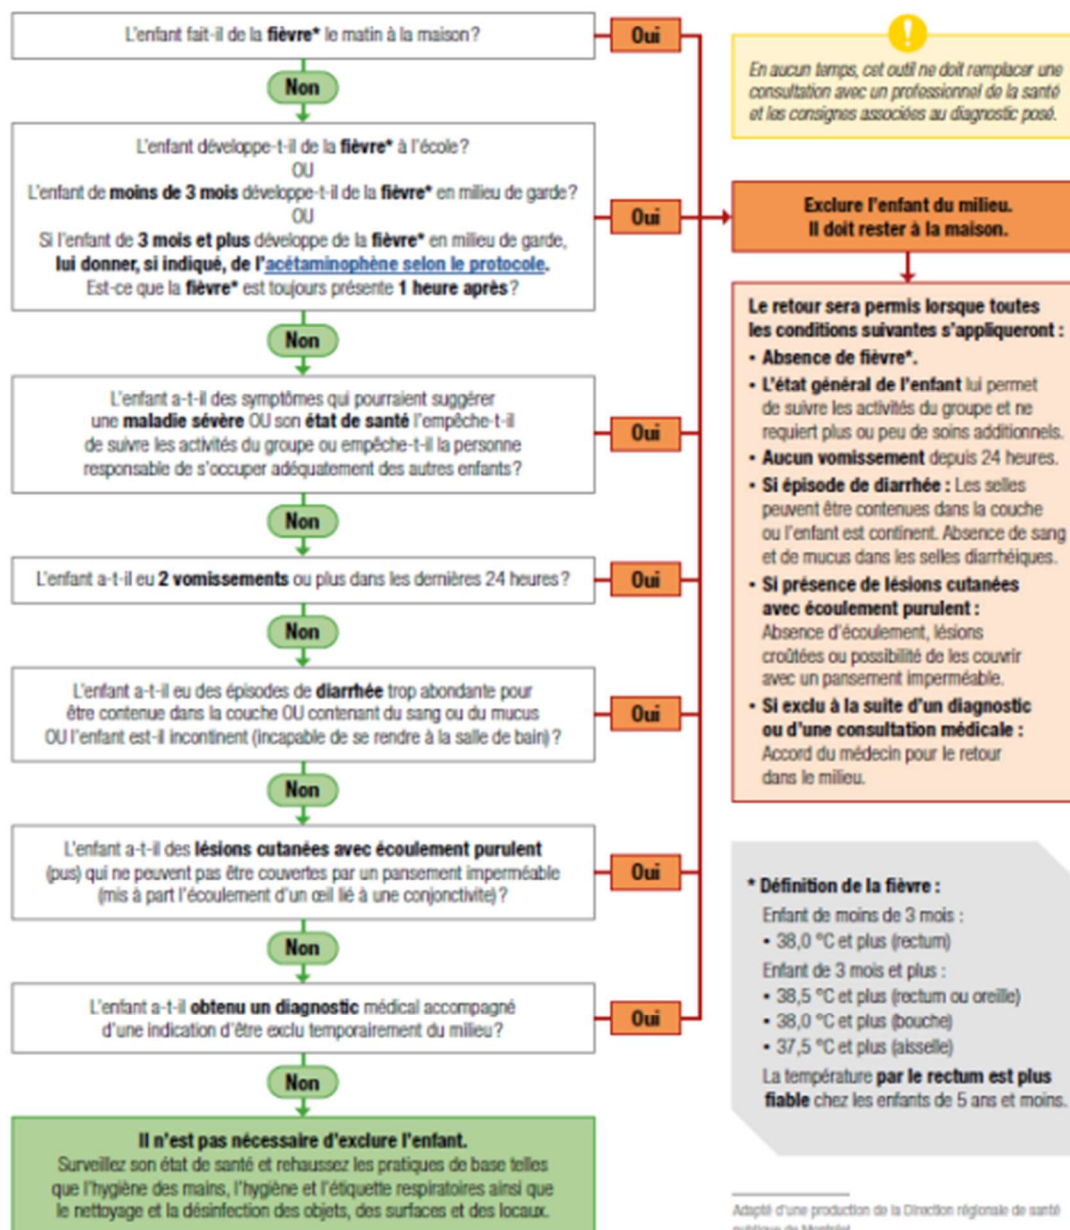 L'enfant fait-il de la fièvre* le matin à la maison?
Oui
Non
L'enfant développe-t-il de la fièvre* à l'école?
OU
L'enfant de moins de 3 mois développe-t-il de la fièvre* en milieu de garde?
OU
Si l'enfant de 3 mois et plus développe de la fièvre* en milieu de garde,
lui donner, si indiqué, de l'acétaminophène selon le protocole.
Est-ce que la fièvre* est toujours présente 1 heure après?
Oui
Non
L'enfant a-t-il des symptômes qui pourraient suggérer
une maladie sévère OU son état de santé l'empêche-t-il
de suivre les activités du groupe ou empêche-t-il la personne
responsable de s'occuper adéquatement des autres enfants?
Oui
Non
L'enfant a-t-il eu 2 vomissements ou plus dans les dernières 24 heures?
Oui
Non
L'enfant a-t-il eu des épisodes de diarrhée trop abondante pour
être contenue dans la couche OU contenant du sang ou du mucus
OU l'enfant est-il incontinent (incapable de se rendre à la salle de bain)?
Oui
Non
L'enfant a-t-il des lésions cutanées avec écoulement purulent
(pus) qui ne peuvent pas être couvertes par un pansement imperméable
(mis à part l'écoulement d'un œil lié à une conjonctivite)?
Oui
Non
L'enfant a-t-il obtenu un diagnostic médical accompagné
d'une indication d'être exclu temporairement du milieu?
Oui
Non
Il n'est pas nécessaire d'exclure l'enfant.
Surveillez son état de santé et rehaussez les pratiques de base telles
que l'hygiène des mains, l'hygiène et l'étiquette respiratoires ainsi que
le nettoyage et la désinfection des objets, des surfaces et des locaux.
!
En aucun temps, cet outil ne doit remplacer une
consultation avec un professionnel de la santé
et les consignes associées au diagnostic posé.
Exclure l'enfant du milieu.
Il doit rester à la maison.
Le retour sera permis lorsque toutes
les conditions suivantes s'appliqueront :
• Absence de fièvre*.
• L'état général de l'enfant lui permet
de suivre les activités du groupe et ne
requiert plus ou peu de soins additionnels.
• Aucun vomissement depuis 24 heures.
• Si épisode de diarrhée : Les selles
peuvent être contenues dans la couche
ou l'enfant est continent. Absence de sang
et de mucus dans les selles diarrhéiques.
• Si présence de lésions cutanées
avec écoulement purulent :
Absence d'écoulement, lésions
croûtées ou possibilité de les couvrir
avec un pansement imperméable.
• Si exclu à la suite d'un diagnostic
ou d'une consultation médicale :
Accord du médecin pour le retour
dans le milieu.
* Définition de la fièvre :
Enfant de moins de 3 mois :
• 38,0 °C et plus (rectum)
Enfant de 3 mois et plus :
• 38,5 °C et plus (rectum ou oreille)
• 38,0 °C et plus (bouche)
• 37,5 °C et plus (aisselle)
La température par le rectum est plus
fiable chez les enfants de 5 ans et moins.
Adapté d'une production de la Direction régionale de santé
publique de Montréal